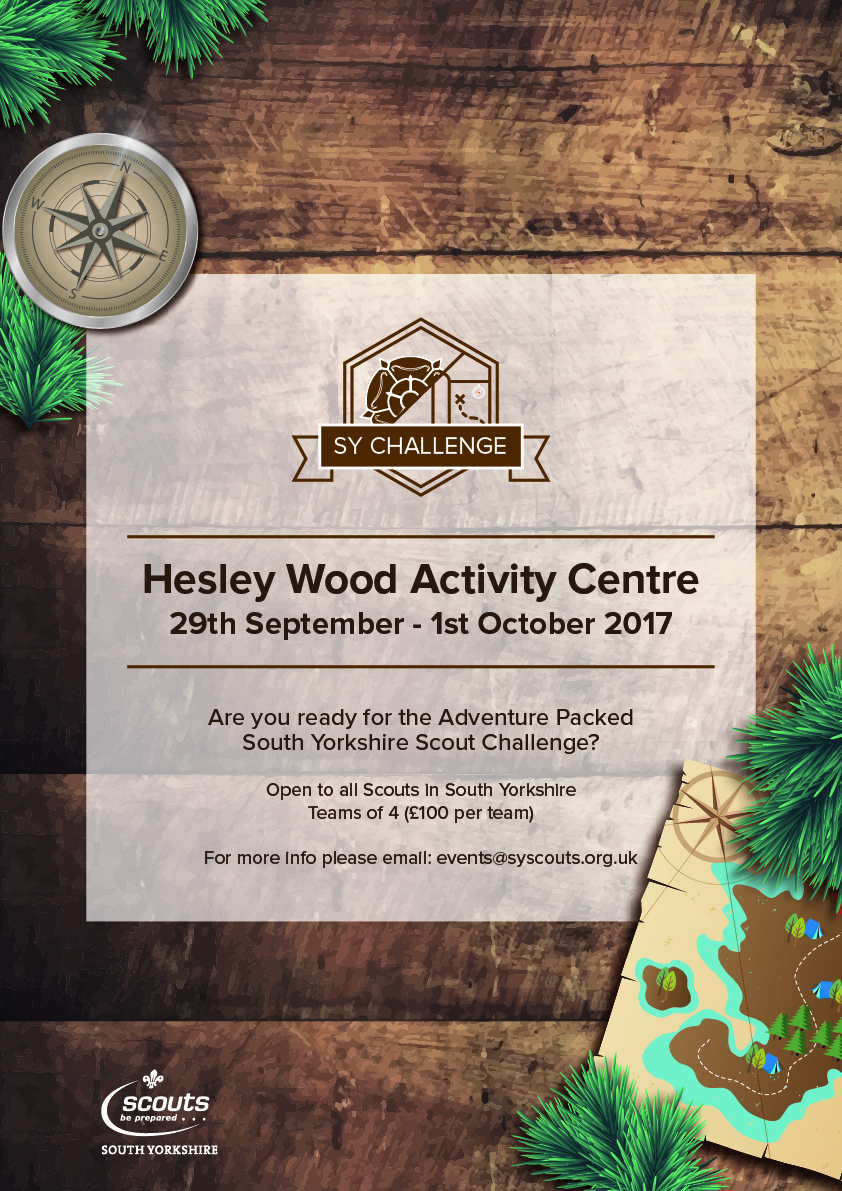 N
W
E
S
SY CHALLENGE
Hesley Wood Activity Centre
29th September - 1st October 2017
Are you ready for the Adventure Packed
South Yorkshire Scout Challenge?
Open to all Scouts in South Yorkshire
Teams of 4 (£100 per team)
For more info please email: events@syscouts.org.uk
scouts
be prepared . . .
SOUTH YORKSHIRE